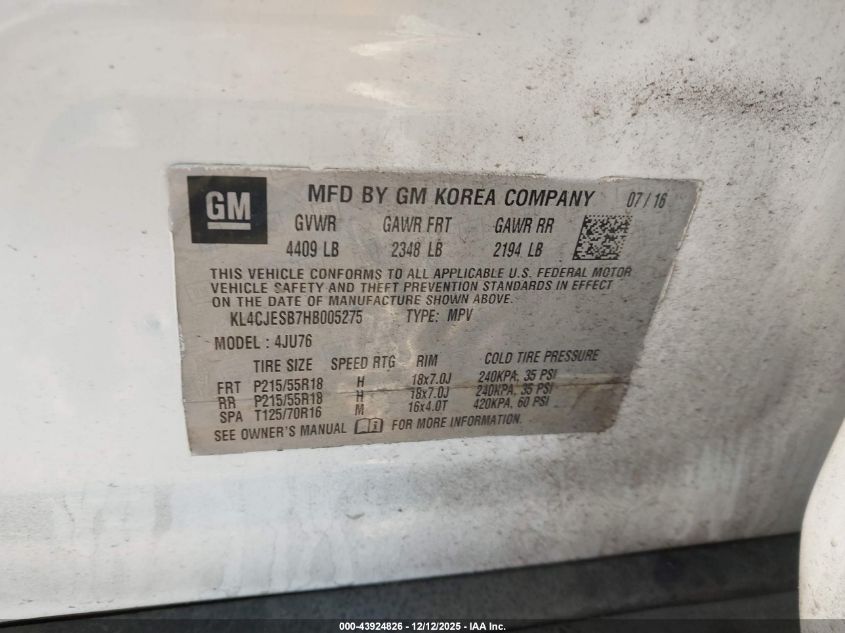 GM MFD BY GM KOREA COMPANY 07/16
GVWR GAWR FRT GAWR RR
4409 LB 2348 LB 2194 LB
THIS VEHICLE CONFORMS TO ALL APPLICABLE U.S. FEDERAL MOTOR
VEHICLE SAFETY AND THEFT PREVENTION STANDARDS IN EFFECT
ON THE DATE OF MANUFACTURE SHOWN ABOVE.
KL4CJESB7HB005275 TYPE: MPV
MODEL : 4JU76
TIRE SIZE SPEED RTG RIM COLD TIRE PRESSURE
FRT P215/55R18 H 18x7.0J 240KPA, 35 PSI
RR P215/55R18 H 18x7.0J 240KPA, 35 PSI
SPA T125/70R16 M 16x4.0T 420KPA, 60 PSI
SEE OWNER'S MANUAL FOR MORE INFORMATION.
000-43924826 - 12/12/2025 - IAA Inc.